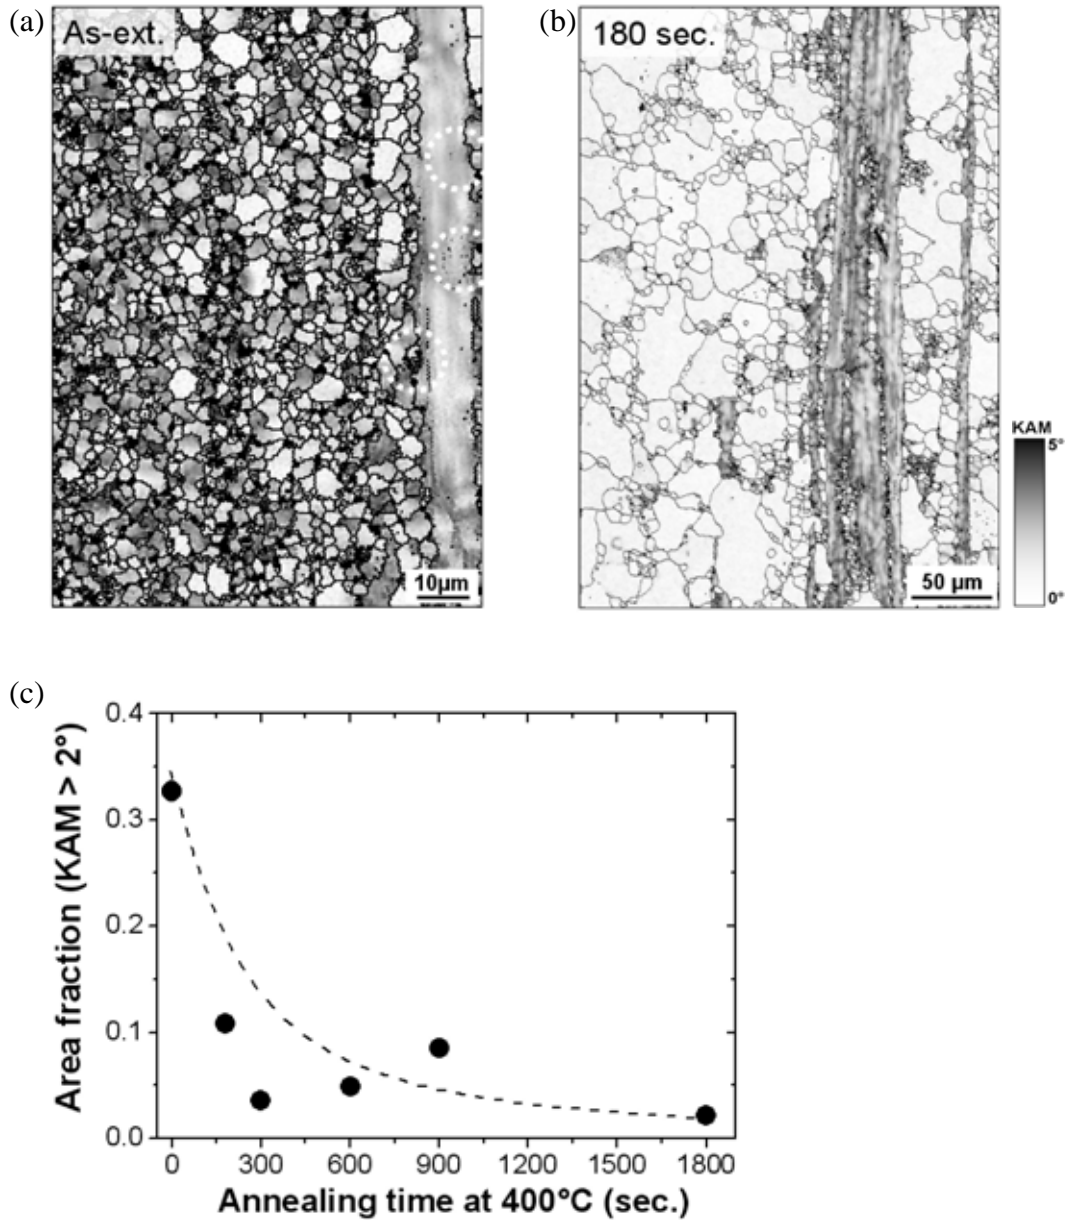 (a) As-ext.
(b) 180 sec.
10μm
50 μm
KAM
5°
0°
(c)
Area fraction (KAM > 2°)
0.4
0.3
0.2
0.1
0.0
0 300 600 900 1200 1500 1800
Annealing time at 400°C (sec.)